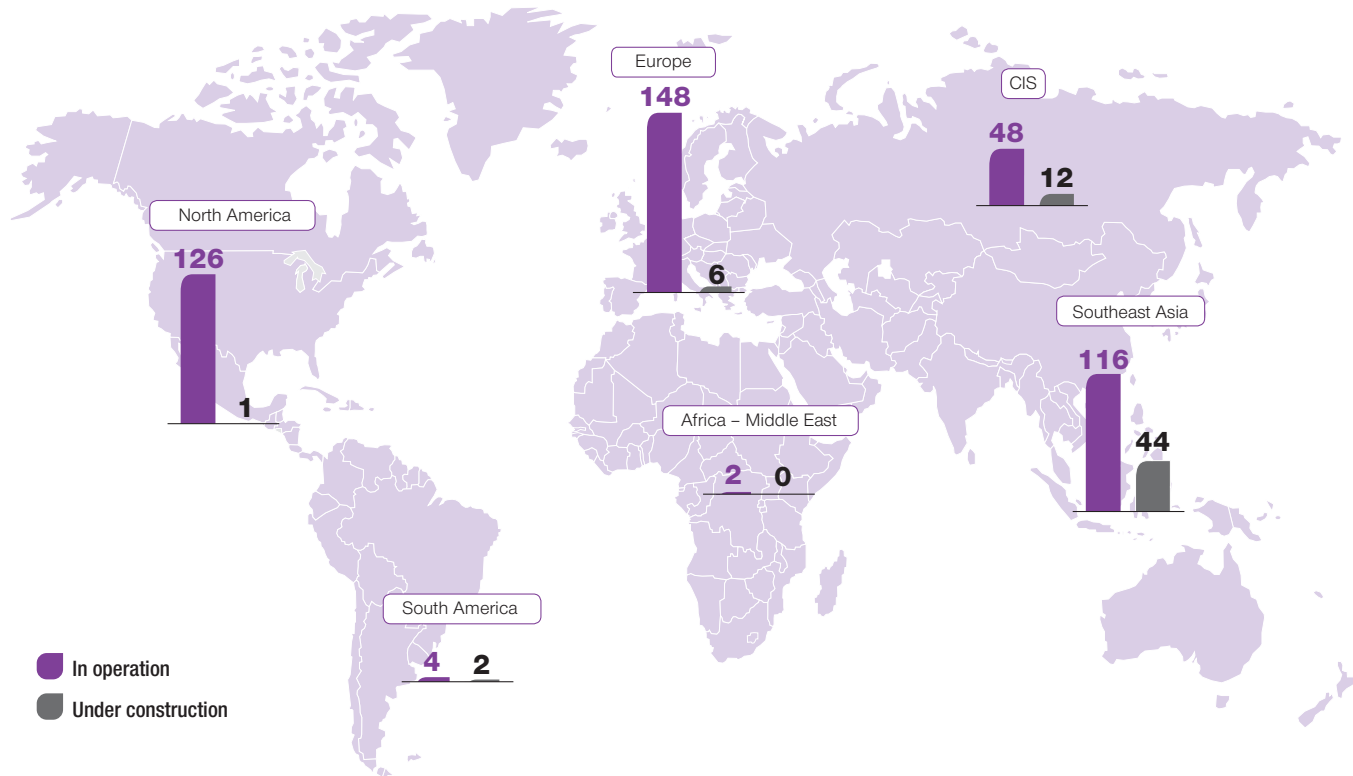 Europe
148
6
CIS
48
12
North America
126
1
Southeast Asia
116
44
Africa – Middle East
2
0
South America
4
2
In operation
Under construction